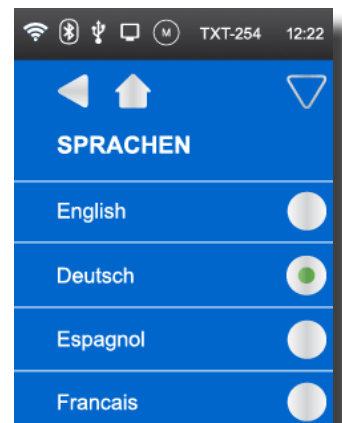 M TXT-254 12:22
SPRACHEN
English
Deutsch
Espagnol
Francais